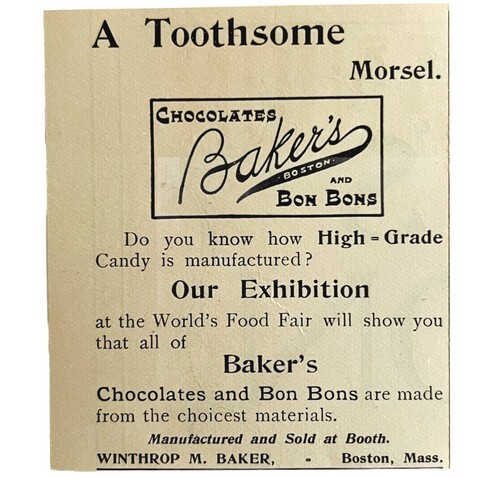 A Toothsome
Morsel.
CHOCOLATES
Baker's
BOSTON
AND
BON BONS
Do you know how High=Grade
Candy is manufactured?
Our Exhibition
at the World's Food Fair will show you
that all of
Baker's
Chocolates and Bon Bons are made
from the choicest materials.
Manufactured and Sold at Booth.
WINTHROP M. BAKER, - Boston, Mass.